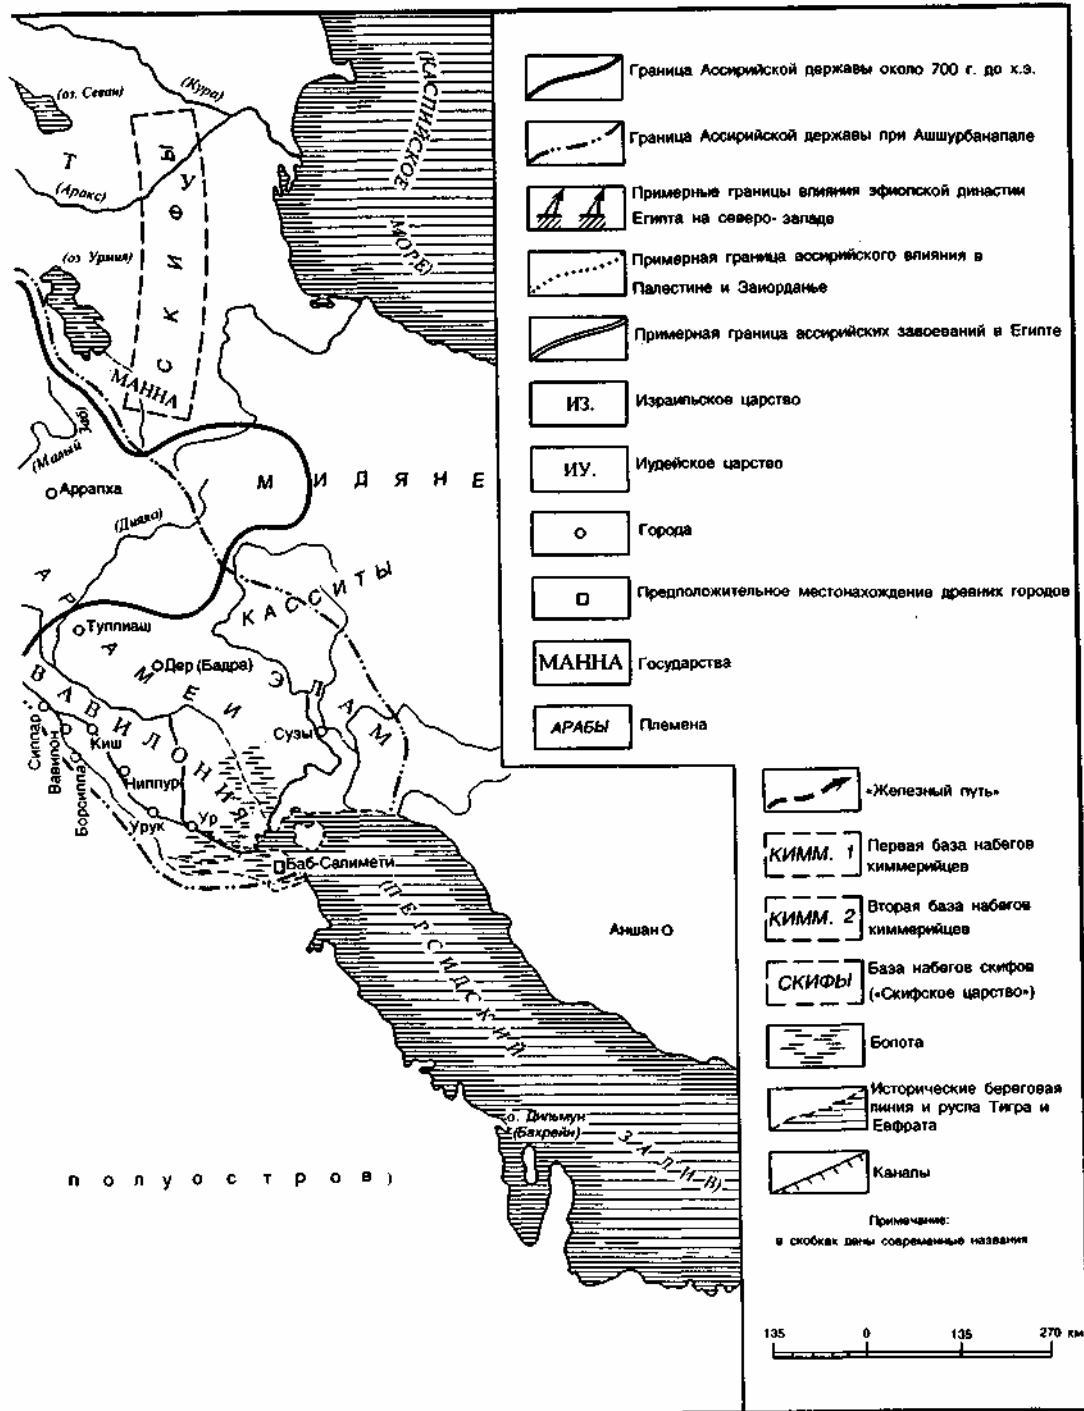 (КАСПИЙСКОЕ МОРЕ)
(оз. Севан)
(Кура)
Т
(Аракс)
СКИФЫ
(оз. Урмия)
МАННА
(Малый Заб)
Аррапха
МИДЯНЕ
(Дияла)
АРАМЕИ
КАССИТЫ
Туплиаш
Дер (Бадра)
ЭЛАМ
ВАВИЛОНИЯ
Сиппар
Вавилон
Киш
Борсиппа
Ниппур
Сузы
Урук
Ур
Баб-Салимети
(ПЕРСИДСКИЙ ЗАЛИВ)
Аншан
о. Дильмун
(Бахрейн)
полуостров)
Граница Ассирийской державы около 700 г. до х.э.
Граница Ассирийской державы при Ашшурбанапале
Примерные границы влияния эфиопской династии
Египта на северо-западе
Примерная граница ассирийского влияния в
Палестине и Заиорданье
Примерная граница ассирийских завоеваний в Египте
ИЗ.
Израильское царство
ИУ.
Иудейское царство
Города
Предположительное местонахождение древних городов
МАННА
Государства
АРАБЫ
Племена
«Железный путь»
КИММ. 1
Первая база набегов
киммерийцев
КИММ. 2
Вторая база набегов
киммерийцев
СКИФЫ
База набегов скифов
(«Скифское царство»)
Болота
Исторические береговая
линия и русла Тигра и
Евфрата
Каналы
Примечание:
в скобках даны современные названия
135 0 135 270 км